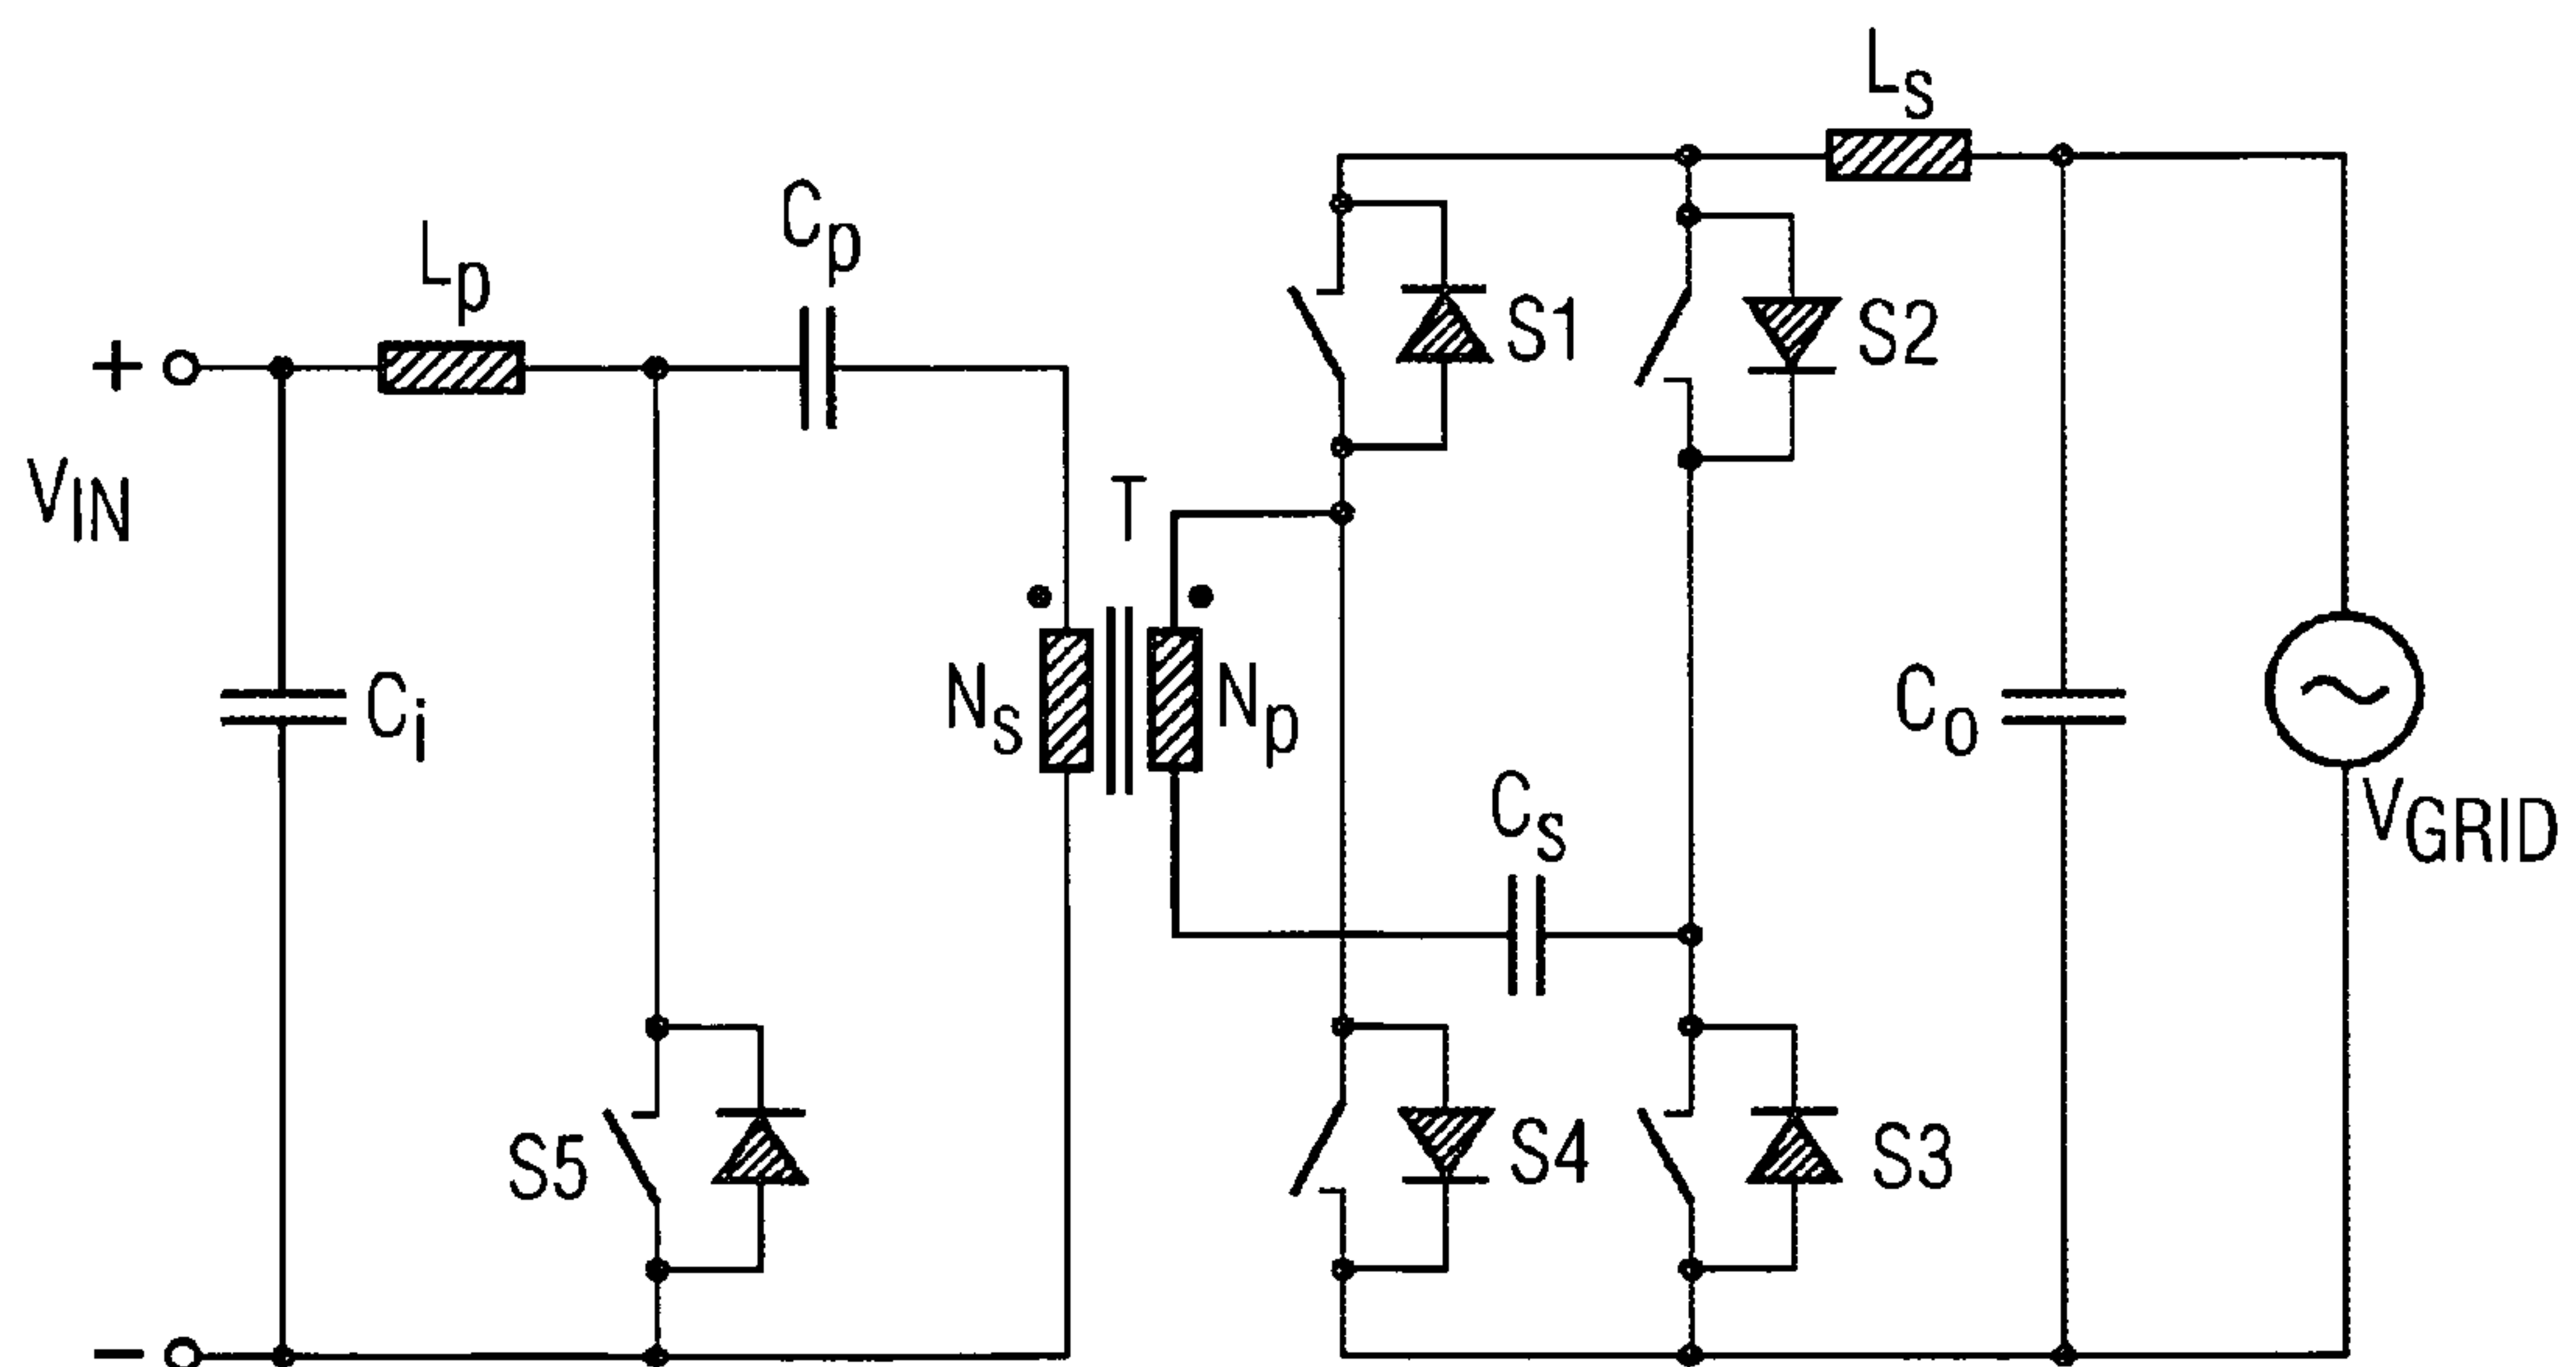 Ls
Cp
Lp
+
S1
S2
VIN
T
Ci
Ns
Np
Co
Cs
VGRID
S5
S4
S3
−